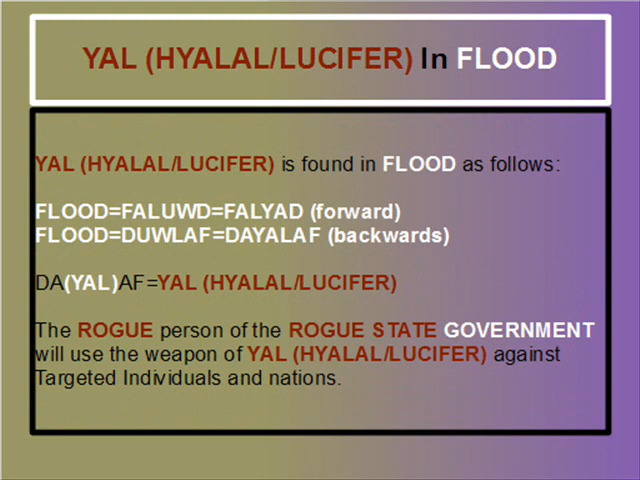 YAL (HYALAL/LUCIFER) In FLOOD
YAL (HYALAL/LUCIFER) is found in FLOOD as follows:
FLOOD=FALUWD=FALYAD (forward)
FLOOD=DUWLAF=DAYALAF (backwards)
DA(YAL)AF=YAL (HYALAL/LUCIFER)
The ROGUE person of the ROGUE STATE GOVERNMENT
will use the weapon of YAL (HYALAL/LUCIFER) against
Targeted Individuals and nations.